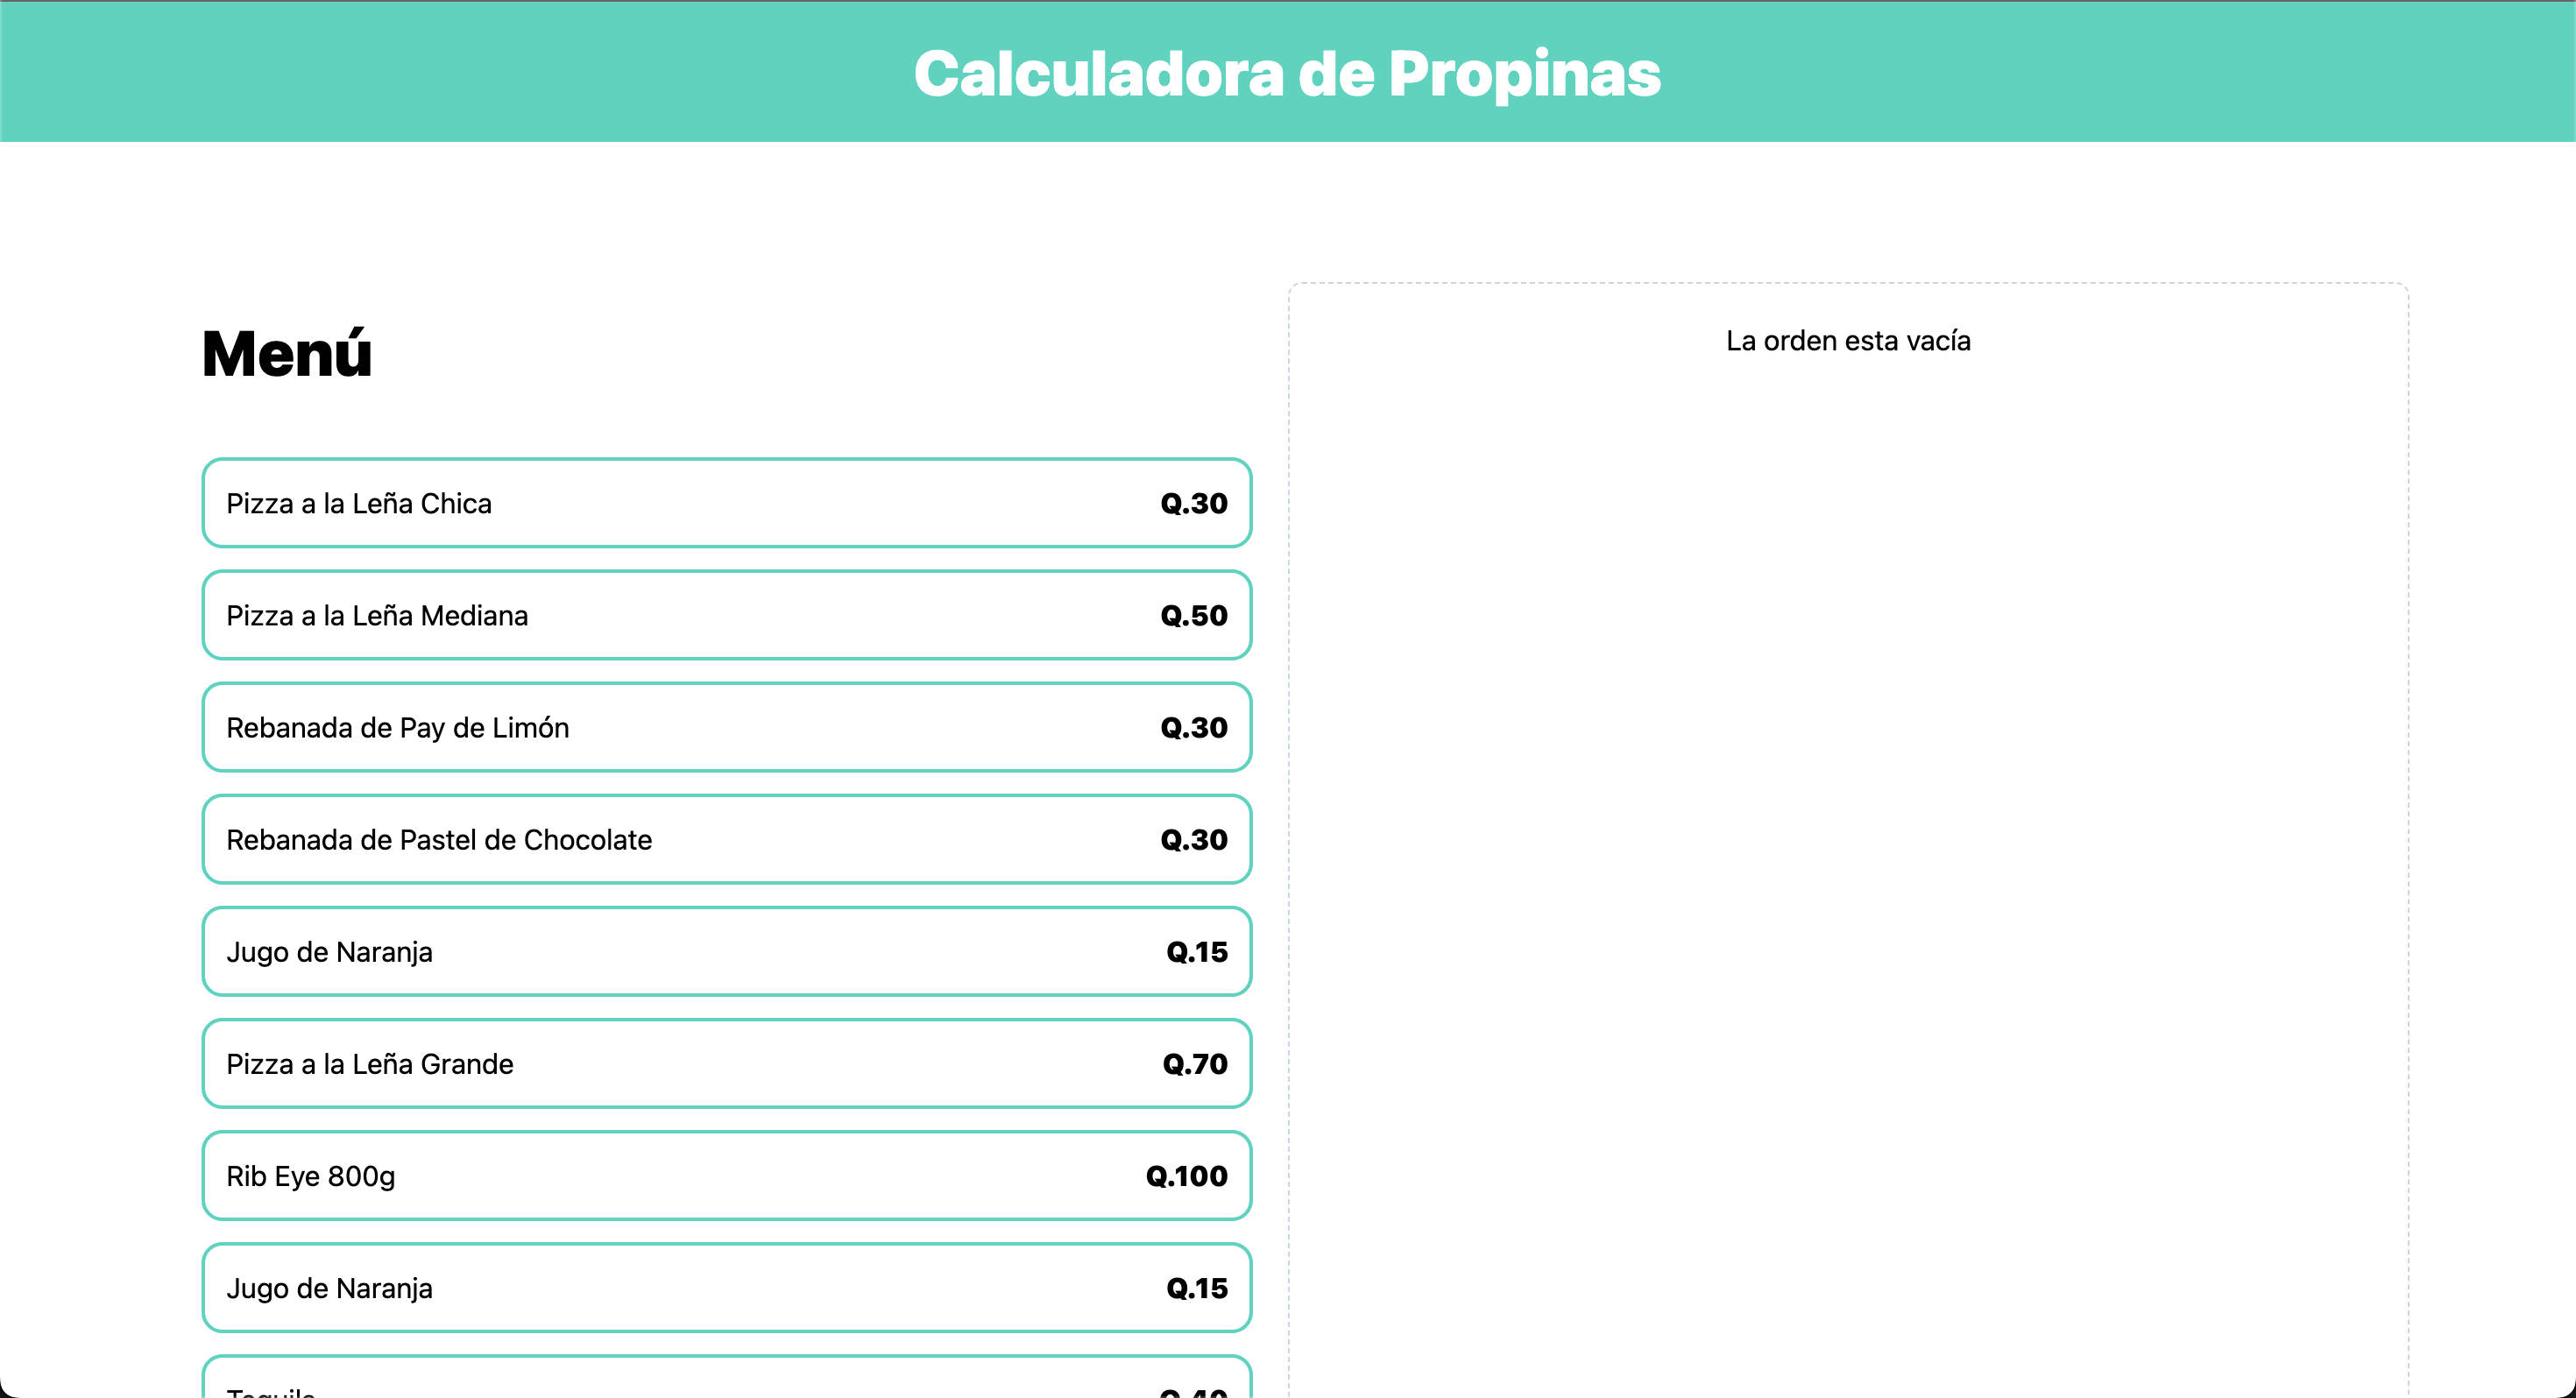 Calculadora de Propinas
Menú
Pizza a la Leña Chica Q.30
Pizza a la Leña Mediana Q.50
Rebanada de Pay de Limón Q.30
Rebanada de Pastel de Chocolate Q.30
Jugo de Naranja Q.15
Pizza a la Leña Grande Q.70
Rib Eye 800g Q.100
Jugo de Naranja Q.15
Tequila Q.40
La orden esta vacía